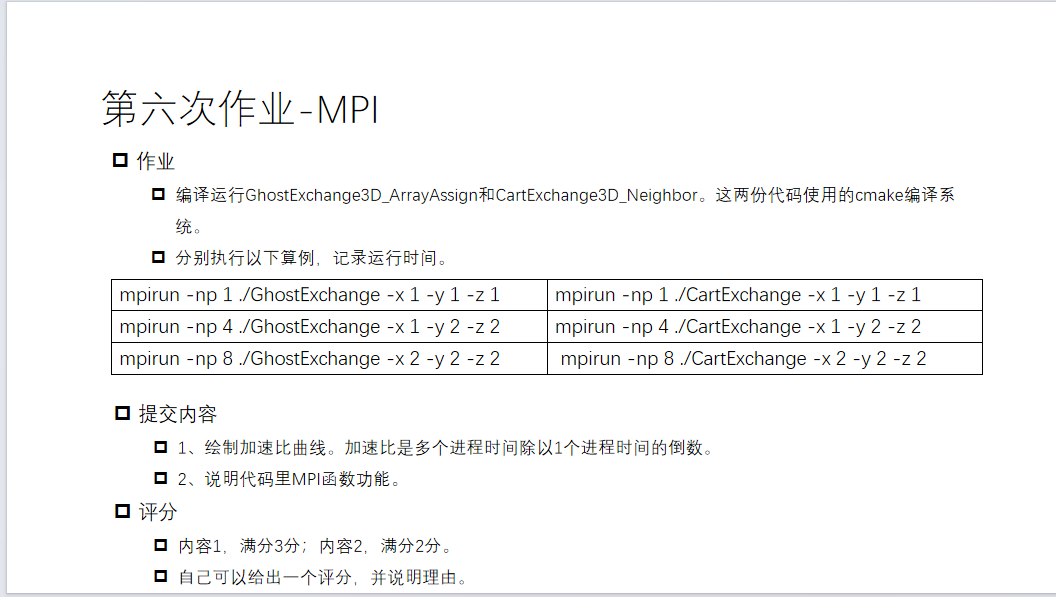 第六次作业-MPI
作业
编译运行GhostExchange3D_ArrayAssign和CartExchange3D_Neighbor。这两份代码使用的cmake编译系
统。
分别执行以下算例，记录运行时间。
mpirun -np 1 ./GhostExchange -x 1 -y 1 -z 1
mpirun -np 1 ./CartExchange -x 1 -y 1 -z 1
mpirun -np 4 ./GhostExchange -x 1 -y 2 -z 2
mpirun -np 4 ./CartExchange -x 1 -y 2 -z 2
mpirun -np 8 ./GhostExchange -x 2 -y 2 -z 2
mpirun -np 8 ./CartExchange -x 2 -y 2 -z 2
提交内容
1、绘制加速比曲线。加速比是多个进程时间除以1个进程时间的倒数。
2、说明代码里MPI函数功能。
评分
内容1，满分3分；内容2，满分2分。
自己可以给出一个评分，并说明理由。